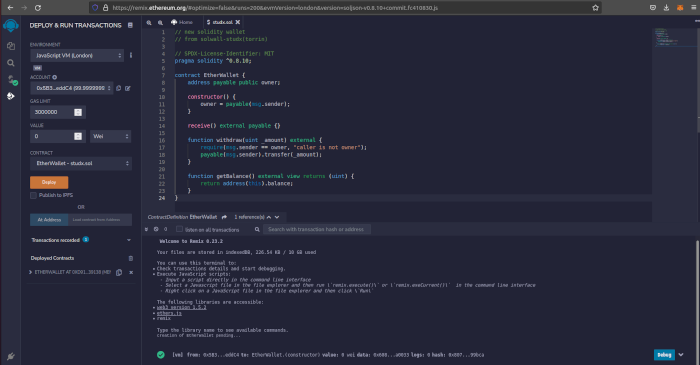 https://remix.ethereum.org/#optimize=false&runs=200&evmVersion=london&version=soljson-v0.8.10+commit.fc410830.js
DEPLOY & RUN TRANSACTIONS
ENVIRONMENT
JavaScript VM (London)
VM
ACCOUNT
0x5B3...eddC4 (99.9999998
GAS LIMIT
3000000
VALUE
0
Wei
CONTRACT
EtherWallet - studx.sol
Deploy
Publish to IPFS
OR
At Address
Load contract from Address
Transactions recorded
1
Deployed Contracts
Home
studx.sol
1 // new solidity wallet
2
3
4 // SPDX-License-Identifier: MIT
5 pragma solidity ^0.8.10;
6
7 contract EtherWallet {
8 address payable public owner;
9
10 constructor() {
11 owner = payable(msg.sender);
12 }
13
14 receive() external payable {}
15
16 function withdraw(uint _amount) external {
17 require(msg.sender == owner, "caller is not owner");
18 payable(msg.sender).transfer(_amount);
19 }
20
21 function getBalance() external view returns (uint) {
22 return address(this).balance;
23 }
24 }
ContractDefinition EtherWallet
1 reference(s)
0
listen on all transactions
Search with transaction hash or address
Welcome to Remix 0.23.2
Your files are stored in indexedDB, 226.54 KB / 10 GB used
You can use this terminal to:
• Check transactions details and start debugging.
• Execute JavaScript scripts:
- Input a script directly in the command line interface
- Select a Javascript file in the file explorer and then run \`remix.execute()\` or \`remix.exeCurrent()\` in the command line interface
- Right click on a JavaScript file in the file explorer and then click \`Run\`
The following libraries are accessible:
• web3 version 1.5.2
• ethers.js
• remix
Type the library name to see available commands.
creation of EtherWallet pending...
[vm] from: 0x5B3...eddC4 to: EtherWallet.(constructor) value: 0 wei data: 0x608...a0033 logs: 0 hash: 0x807...99bca
Debug